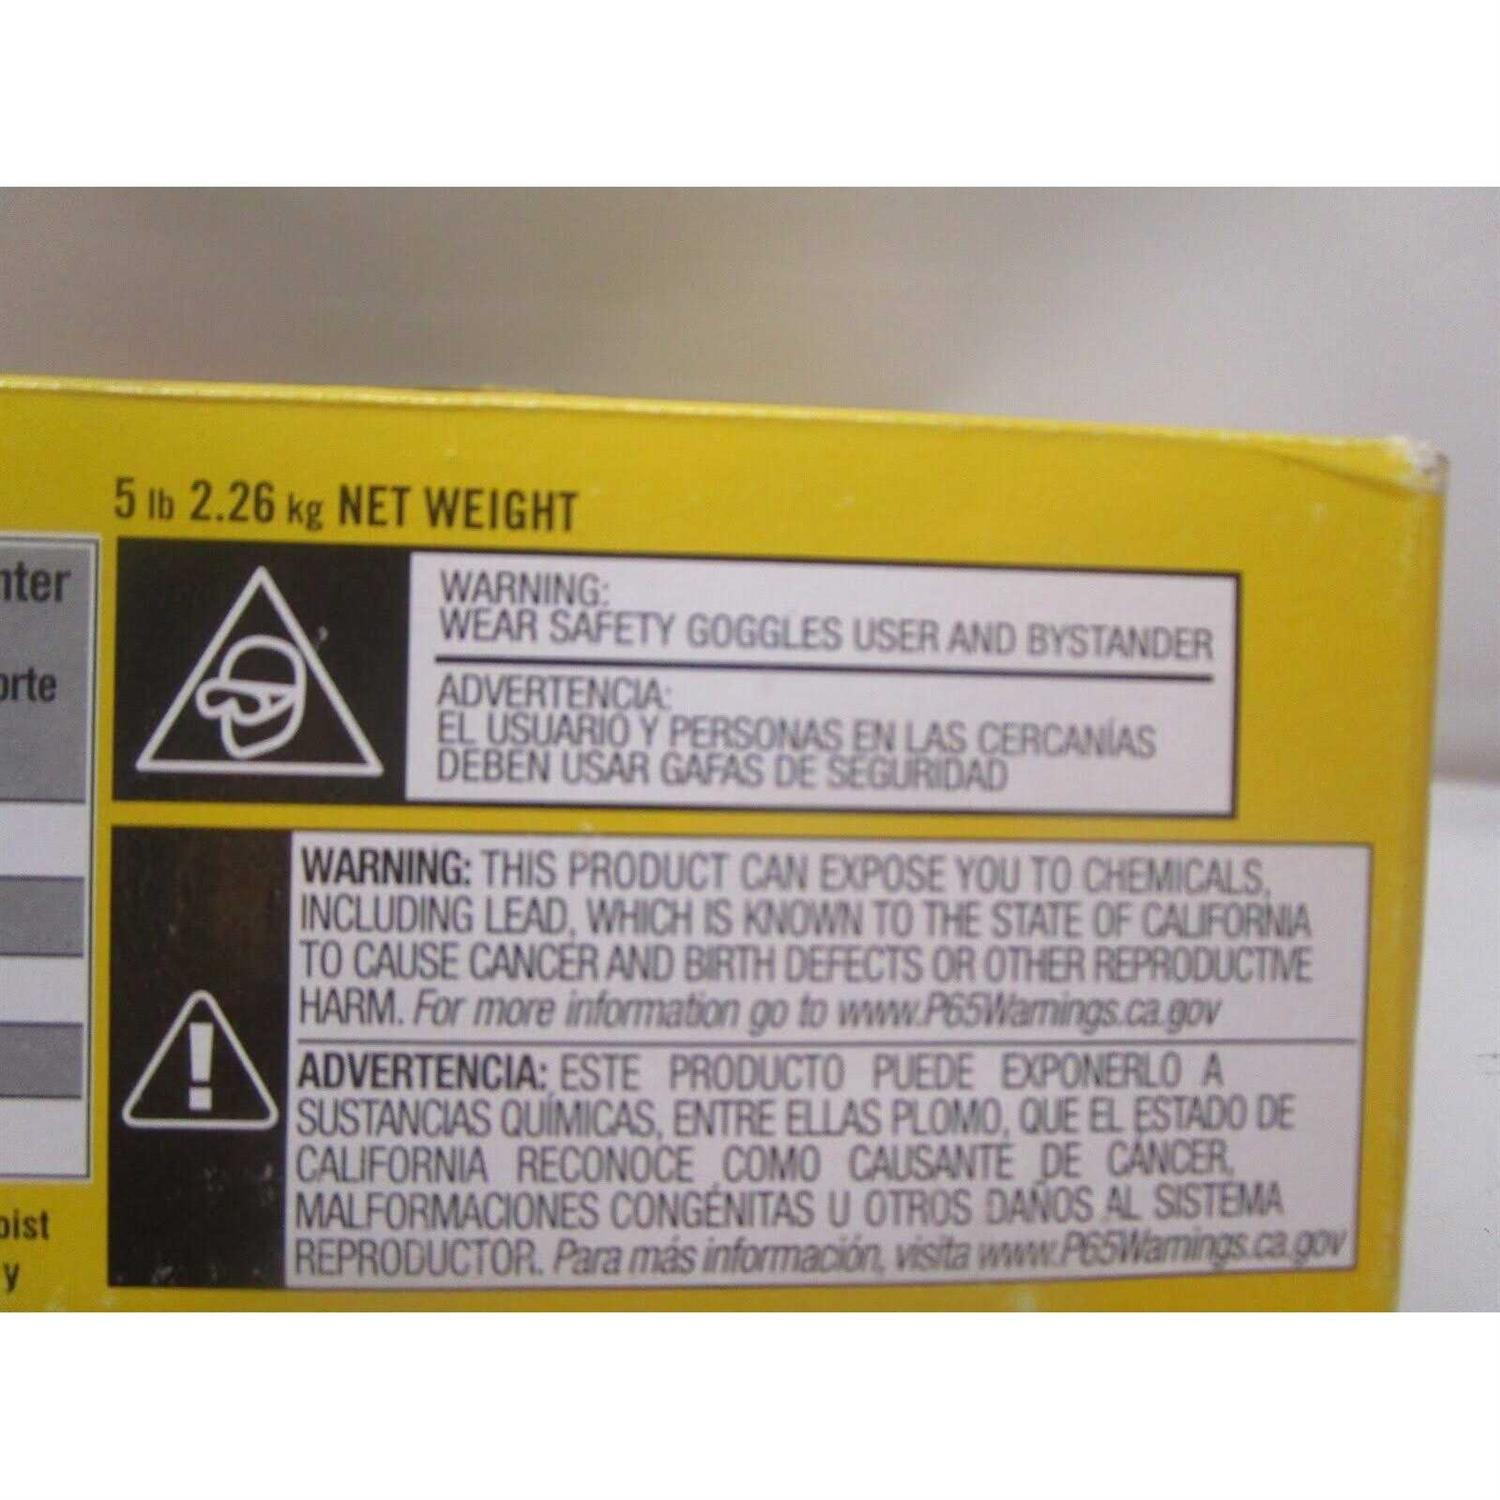 5 lb 2.26 kg NET WEIGHT
WARNING:
WEAR SAFETY GOGGLES USER AND BYSTANDER
ADVERTENCIA:
EL USUARIO Y PERSONAS EN LAS CERCANÍAS
DEBEN USAR GAFAS DE SEGURIDAD
WARNING: THIS PRODUCT CAN EXPOSE YOU TO CHEMICALS,
INCLUDING LEAD, WHICH IS KNOWN TO THE STATE OF CALIFORNIA
TO CAUSE CANCER AND BIRTH DEFECTS OR OTHER REPRODUCTIVE
HARM. For more information go to www.P65Warnings.ca.gov
ADVERTENCIA: ESTE PRODUCTO PUEDE EXPONERLO A
SUSTANCIAS QUÍMICAS, ENTRE ELLAS PLOMO, QUE EL ESTADO DE
CALIFORNIA RECONOCE COMO CAUSANTE DE CÁNCER,
MALFORMACIONES CONGÉNITAS U OTROS DAÑOS AL SISTEMA
REPRODUCTOR. Para más información, visita www.P65Warnings.ca.gov
nter
orte
oist
y